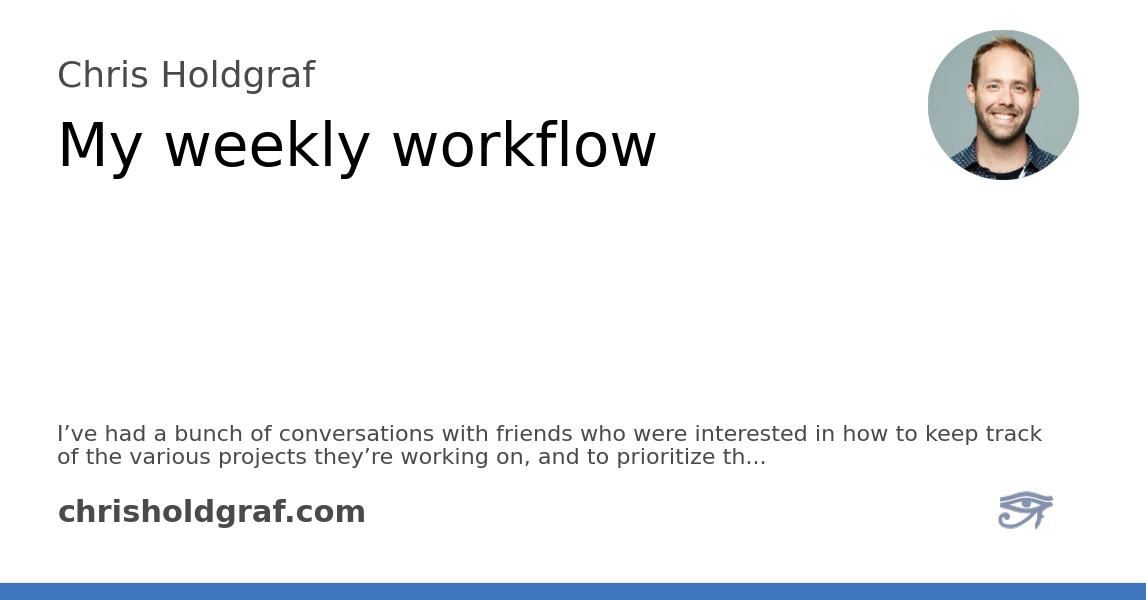 Chris Holdgraf
My weekly workflow
I’ve had a bunch of conversations with friends who were interested in how to keep track
of the various projects they’re working on, and to prioritize th...
chrisholdgraf.com